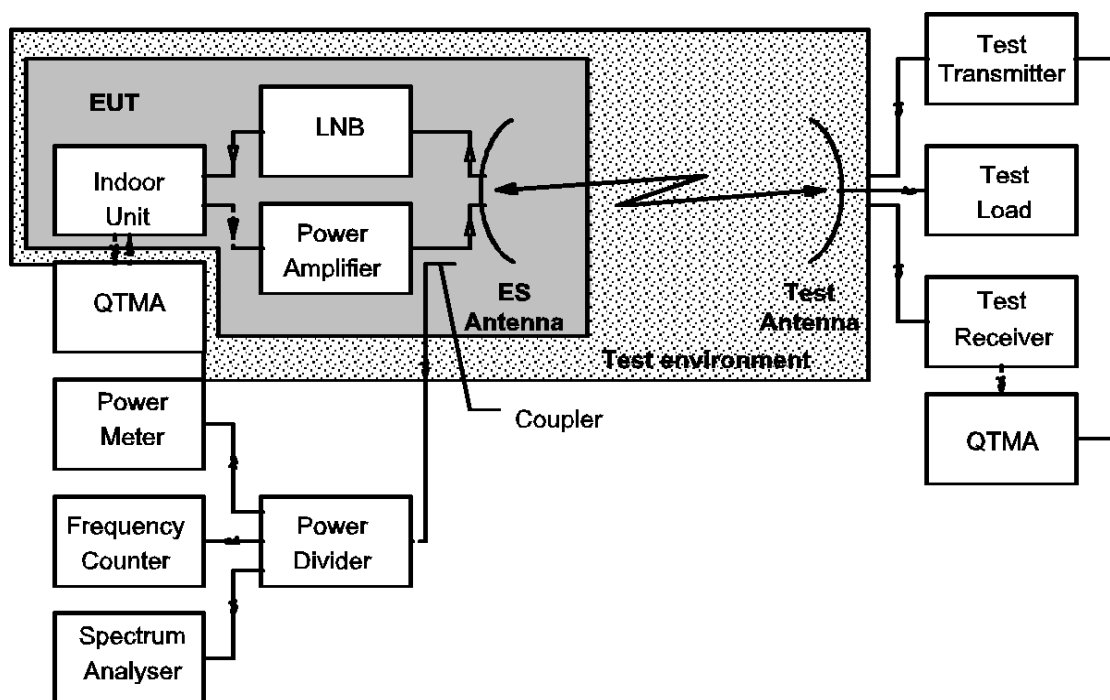 EUT
LNB
Indoor
Unit
Power
Amplifier
QTMA
ES
Antenna
Test
Antenna
Test environment
Test
Transmitter
Test
Load
Test
Receiver
QTMA
Coupler
Power
Meter
Frequency
Counter
Power
Divider
Spectrum
Analyser